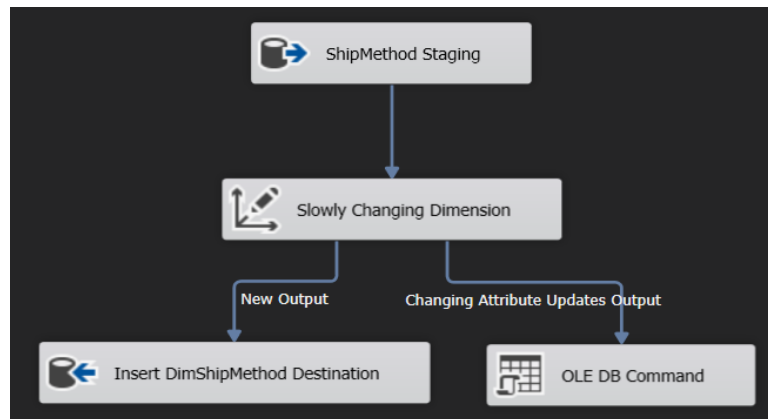 ShipMethod Staging
Slowly Changing Dimension
New Output
Changing Attribute Updates Output
Insert DimShipMethod Destination
OLE DB Command